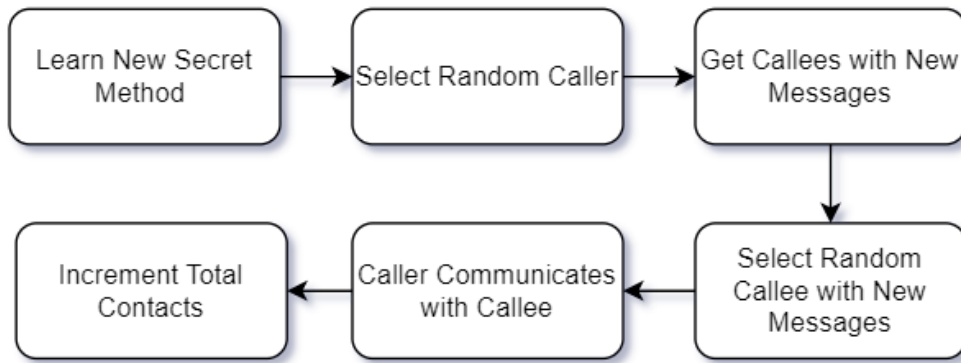 Learn New Secret
Method
Select Random Caller
Get Callees with New
Messages
Select Random
Callee with New
Messages
Caller Communicates
with Callee
Increment Total
Contacts